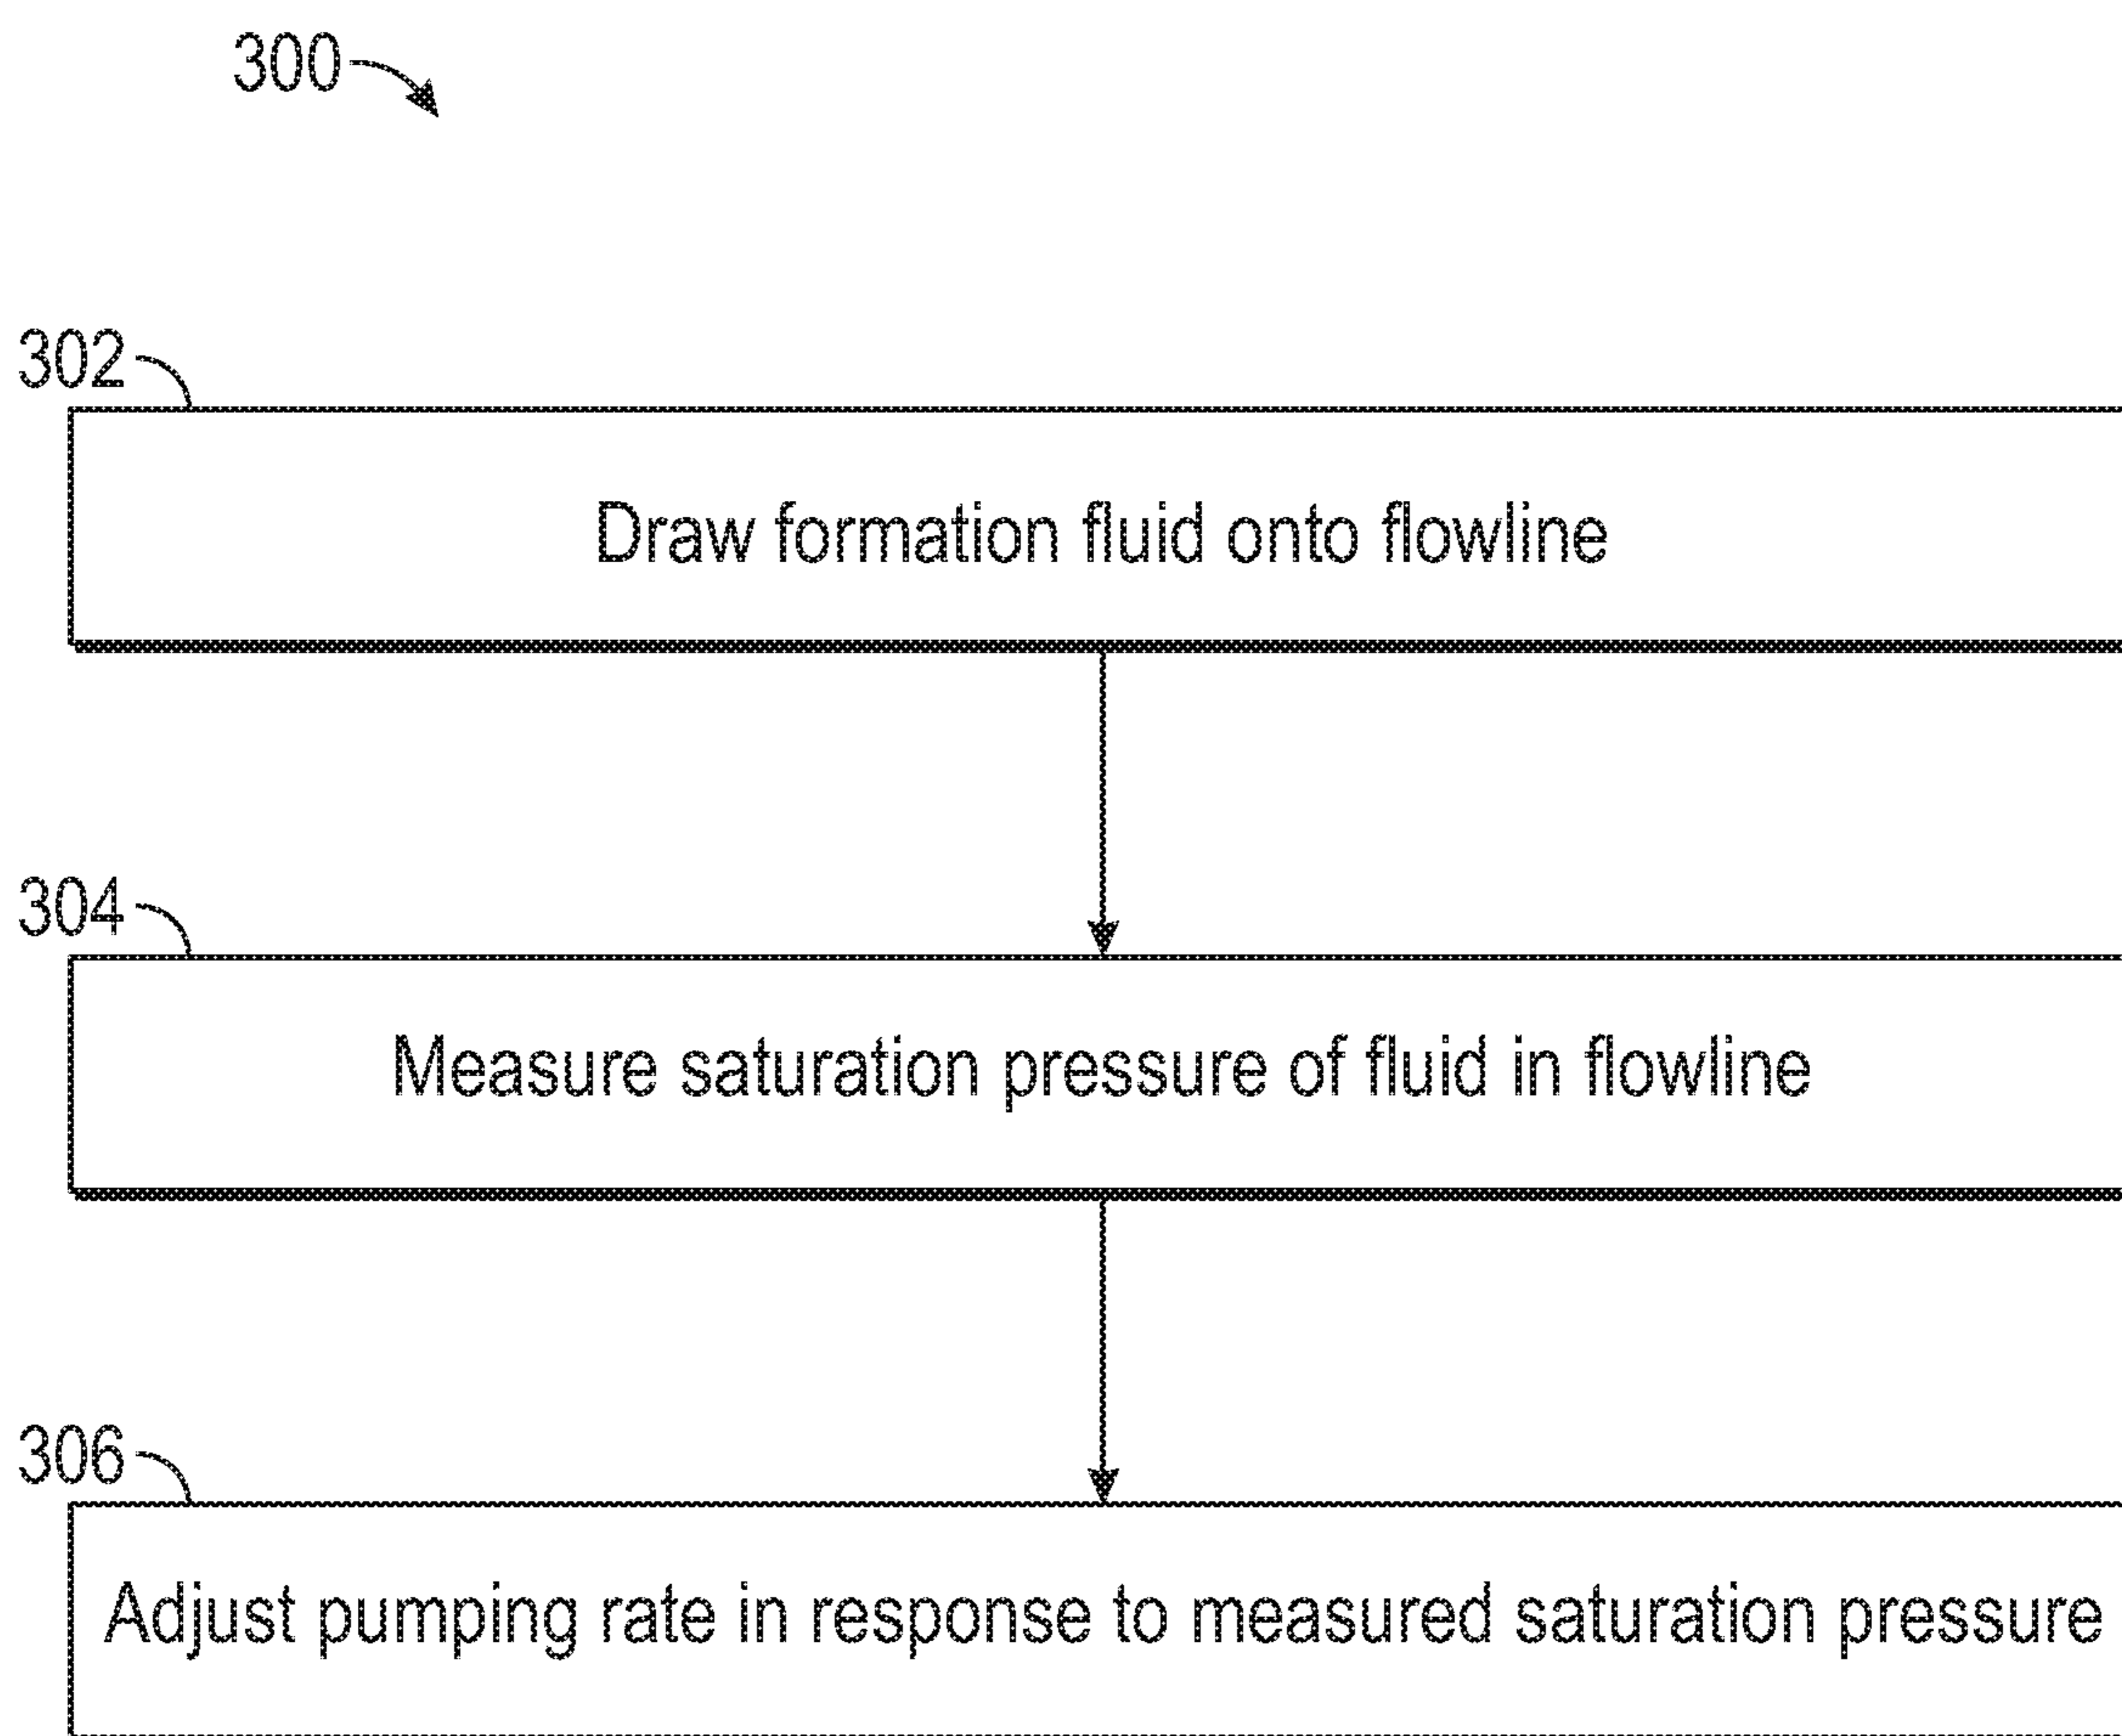 300
302
Draw formation fluid onto flowline
304
Measure saturation pressure of fluid in flowline
306
Adjust pumping rate in response to measured saturation pressure